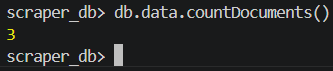 scraper_db> db.data.countDocuments()
3
scraper_db>